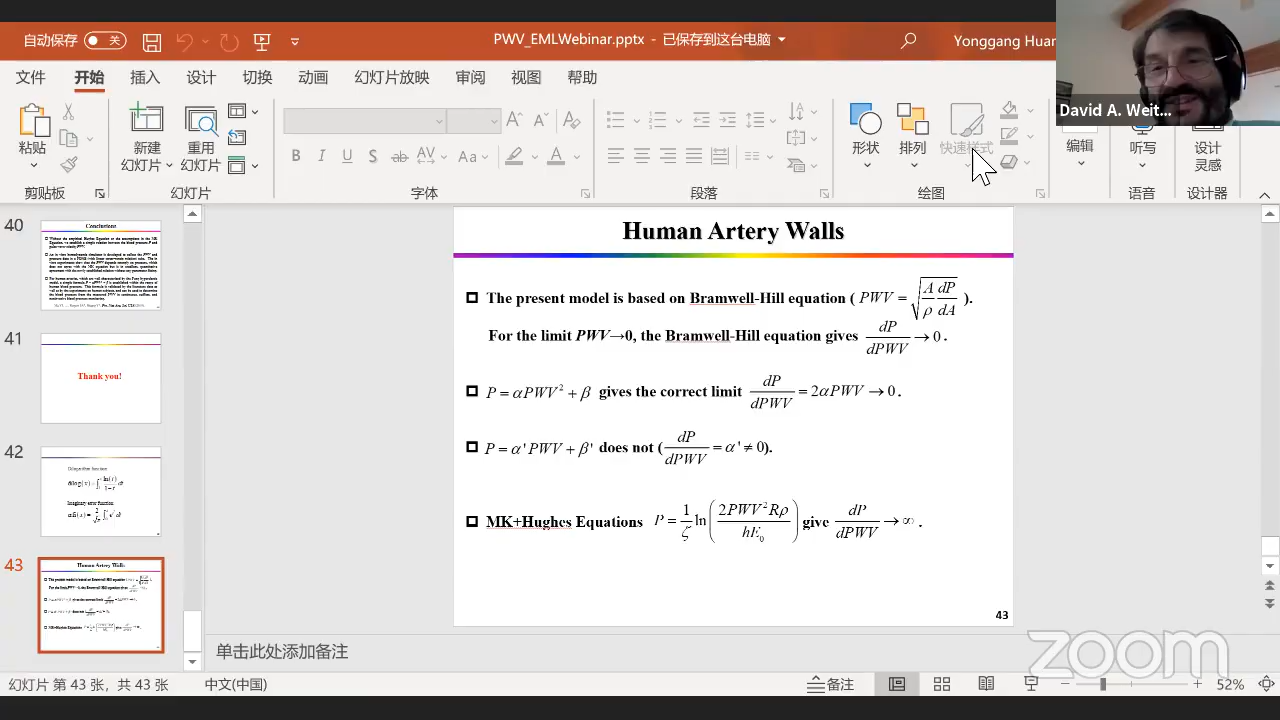 自动保存 关
PWV_EMLWebinar.pptx - 已保存到这台电脑
Yonggang Huan
David A. Weit...
文件 开始 插入 设计 切换 动画 幻灯片放映 审阅 视图 帮助
粘贴
新建
幻灯片
重用
幻灯片
形状
排列
快速样式
编辑
听写
设计
灵感
剪贴板 幻灯片 字体 段落 绘图 语音 设计器
40
Conclusions
41
Thank you!
42
43
Human Artery Walls
Human Artery Walls
The present model is based on Bramwell-Hill equation ( PWV = √(A/ρ dP/dA) ).
For the limit PWV→0, the Bramwell-Hill equation gives dP/dPWV → 0 .
P = αPWV² + β gives the correct limit dP/dPWV = 2αPWV → 0 .
P = α'PWV + β' does not (dP/dPWV = α' ≠ 0).
MK+Hughes Equations P = 1/ζ ln(2PWV²Rρ/hE₀) give dP/dPWV → ∞ .
43
单击此处添加备注
幻灯片 第 43 张，共 43 张 中文(中国)
备注
52%
zoom